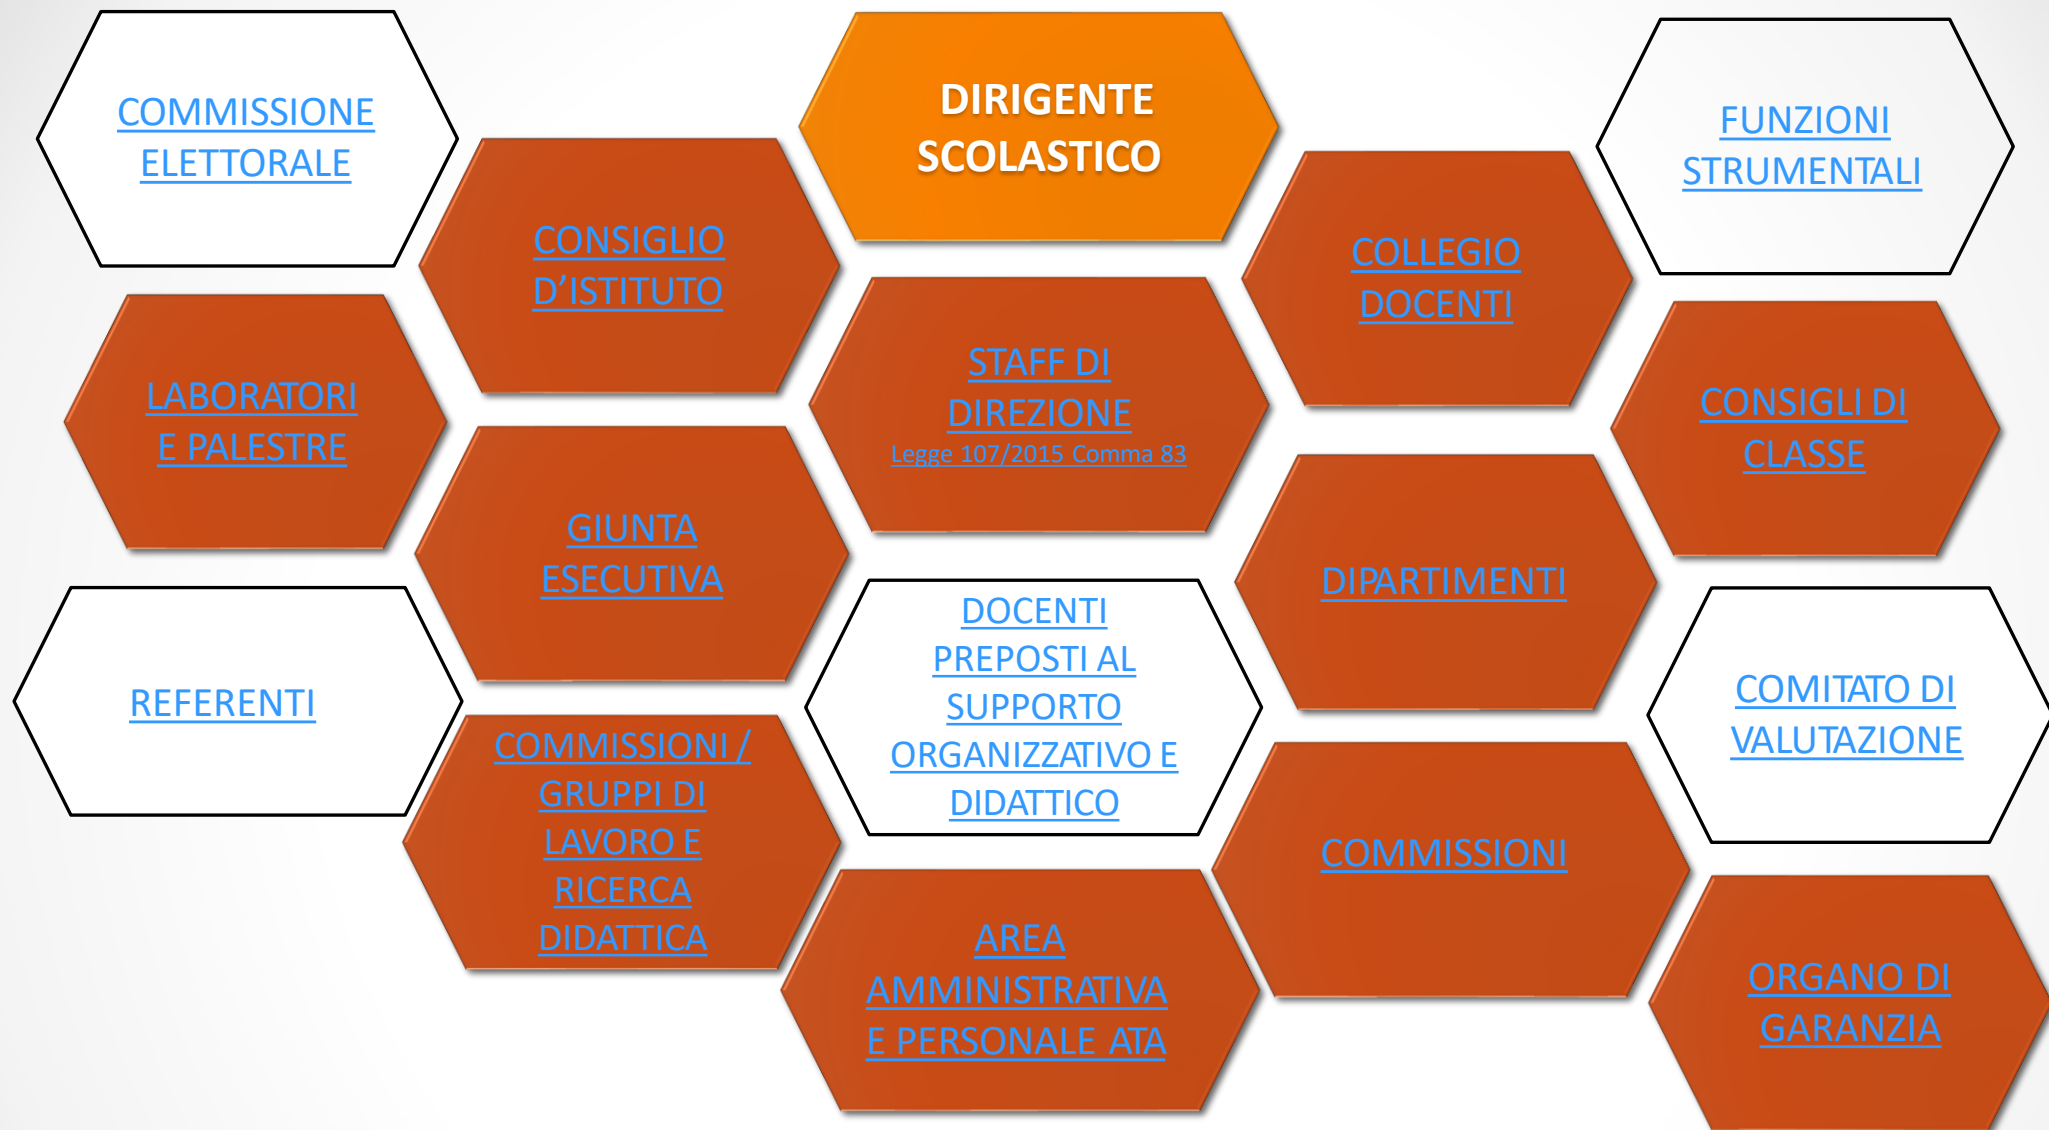 COMMISSIONE
ELETTORALE
DIRIGENTE
SCOLASTICO
FUNZIONI
STRUMENTALI
CONSIGLIO
D’ISTITUTO
COLLEGIO
DOCENTI
LABORATORI
E PALESTRE
STAFF DI
DIREZIONE
Legge 107/2015 Comma 83
CONSIGLI DI
CLASSE
GIUNTA
ESECUTIVA
DIPARTIMENTI
REFERENTI
DOCENTI
PREPOSTI AL
SUPPORTO
ORGANIZZATIVO E
DIDATTICO
COMITATO DI
VALUTAZIONE
COMMISSIONI /
GRUPPI DI
LAVORO E
RICERCA
DIDATTICA
COMMISSIONI
AREA
AMMINISTRATIVA
E PERSONALE ATA
ORGANO DI
GARANZIA